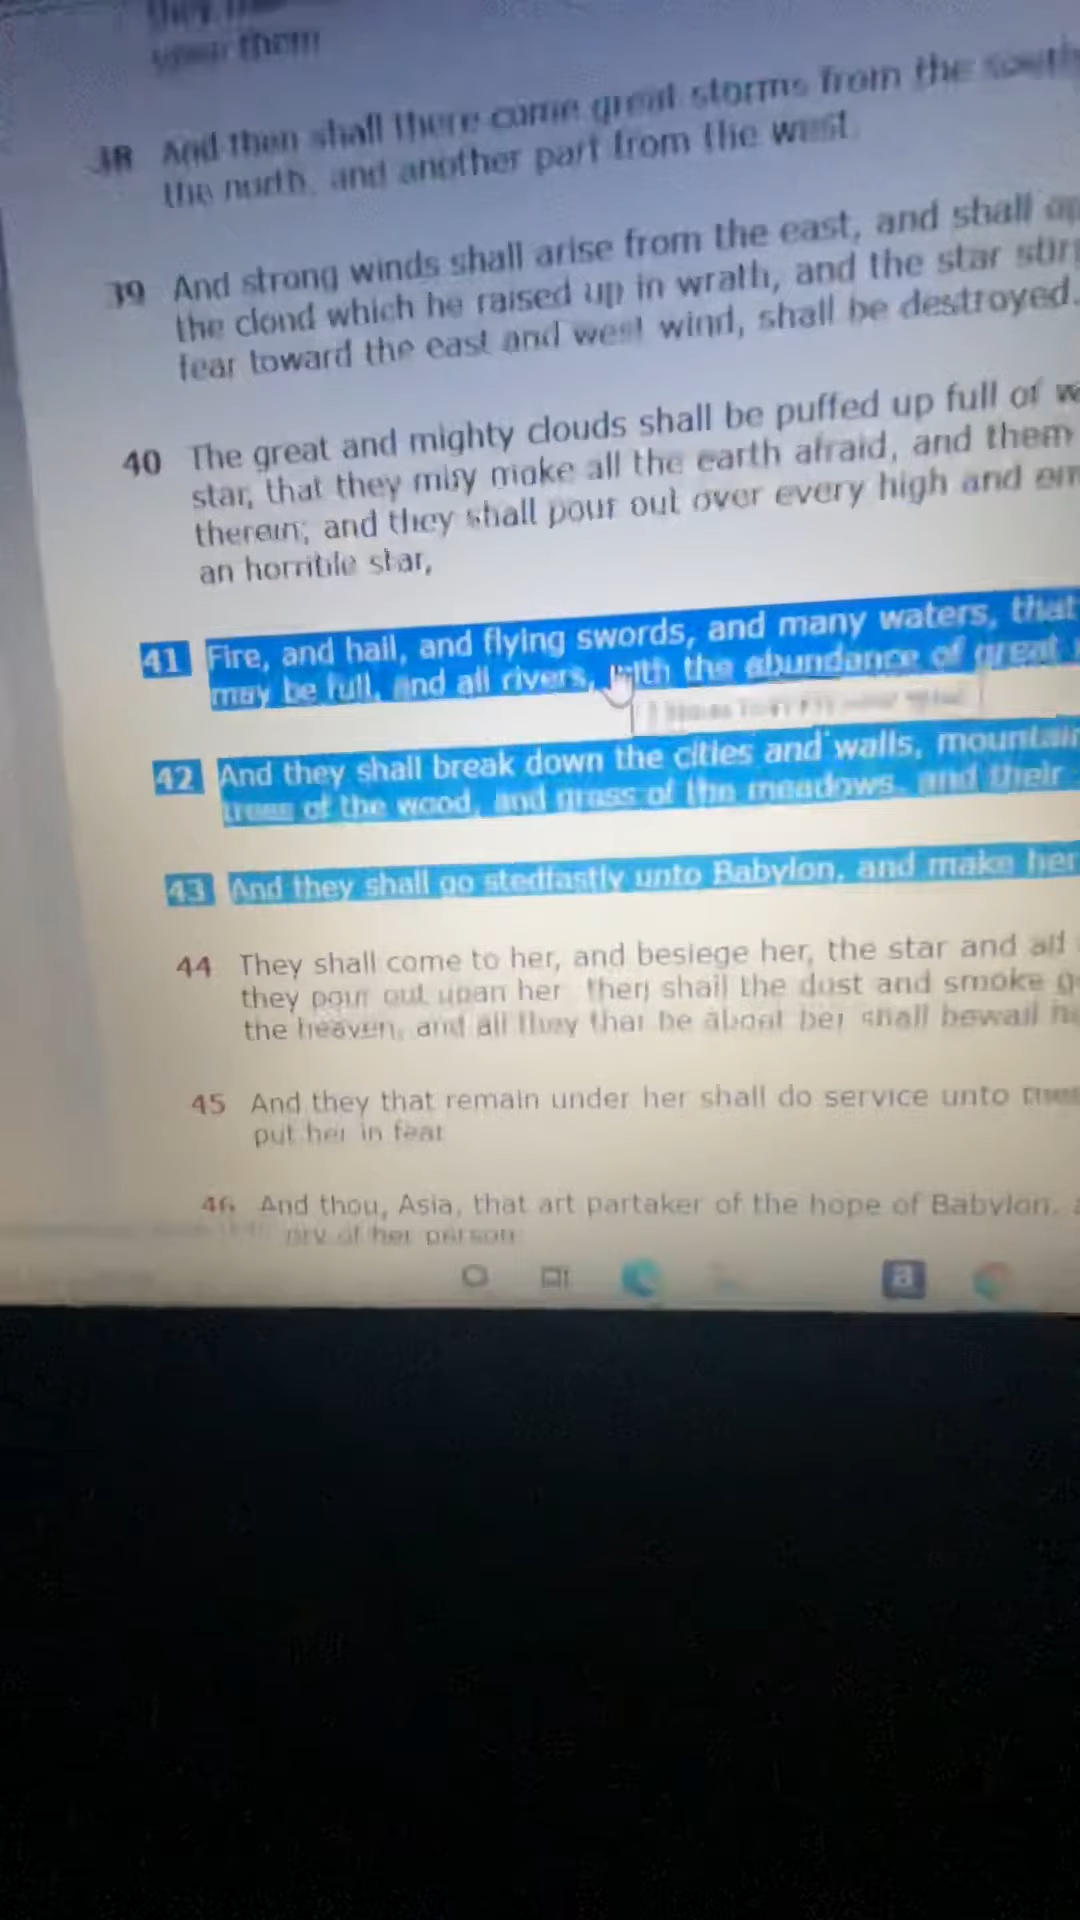 them
38 And then shall there come great storms from the south
the north, and another part from the west.
39 And strong winds shall arise from the east, and shall op
the cloud which he raised up in wrath, and the star stirr
fear toward the east and west wind, shall be destroyed.
40 The great and mighty clouds shall be puffed up full of w
star, that they may make all the earth afraid, and them
therein; and they shall pour out over every high and em
an horrible star,
41 Fire, and hail, and flying swords, and many waters, that
may be full, and all rivers, with the abundance of great
42 And they shall break down the cities and walls, mountain
trees of the wood, and grass of the meadows, and their
43 And they shall go stedfastly unto Babylon, and make her
44 They shall come to her, and besiege her, the star and all
they pour out upon her then shall the dust and smoke g
the heaven, and all they that be about her shall bewail h
45 And they that remain under her shall do service unto
put her in fear
46 And thou, Asia, that art partaker of the hope of Babylon, a
of her person
a